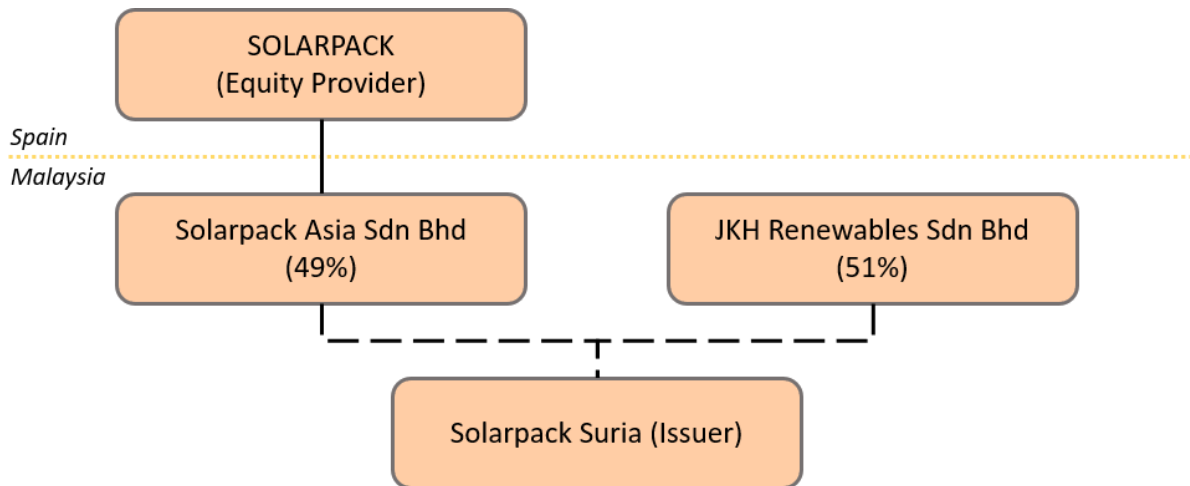 SOLARPACK
(Equity Provider)
Spain
Malaysia
Solarpack Asia Sdn Bhd
(49%)
JKH Renewables Sdn Bhd
(51%)
Solarpack Suria (Issuer)